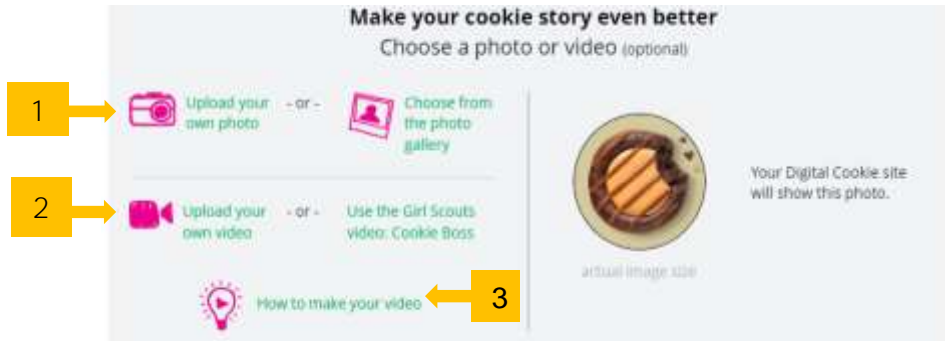 Make your cookie story even better
Choose a photo or video (optional)
1
Upload your
own photo
- or -
Choose from
the photo
gallery
2
Upload your
own video
- or -
Use the Girl Scouts
video: Cookie Boss
How to make your video
3
Your Digital Cookie site
will show this photo.
actual image size